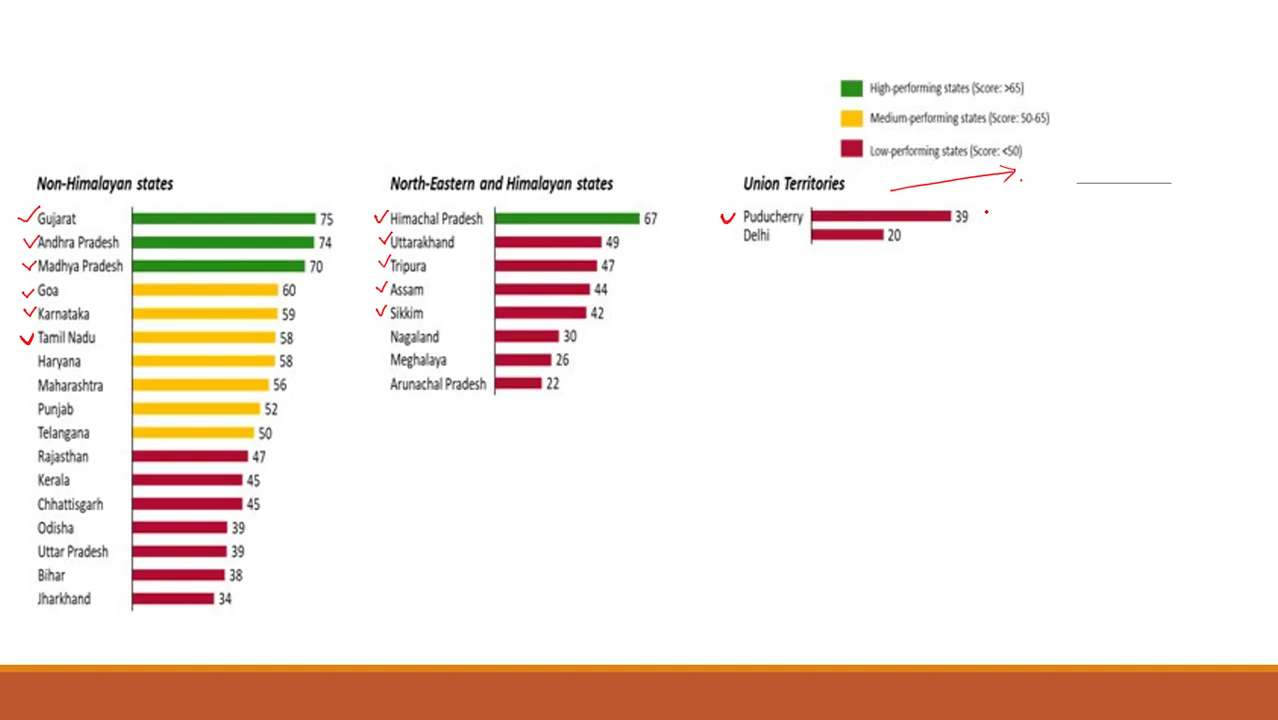 High-performing states (Score: >65)
Medium-performing states (Score: 50-65)
Low-performing states (Score: <50)
Non-Himalayan states
Gujarat 75
Andhra Pradesh 74
Madhya Pradesh 70
Goa 60
Karnataka 59
Tamil Nadu 58
Haryana 58
Maharashtra 56
Punjab 52
Telangana 50
Rajasthan 47
Kerala 45
Chhattisgarh 45
Odisha 39
Uttar Pradesh 39
Bihar 38
Jharkhand 34
North-Eastern and Himalayan states
Himachal Pradesh 67
Uttarakhand 49
Tripura 47
Assam 44
Sikkim 42
Nagaland 30
Meghalaya 26
Arunachal Pradesh 22
Union Territories
Puducherry 39
Delhi 20